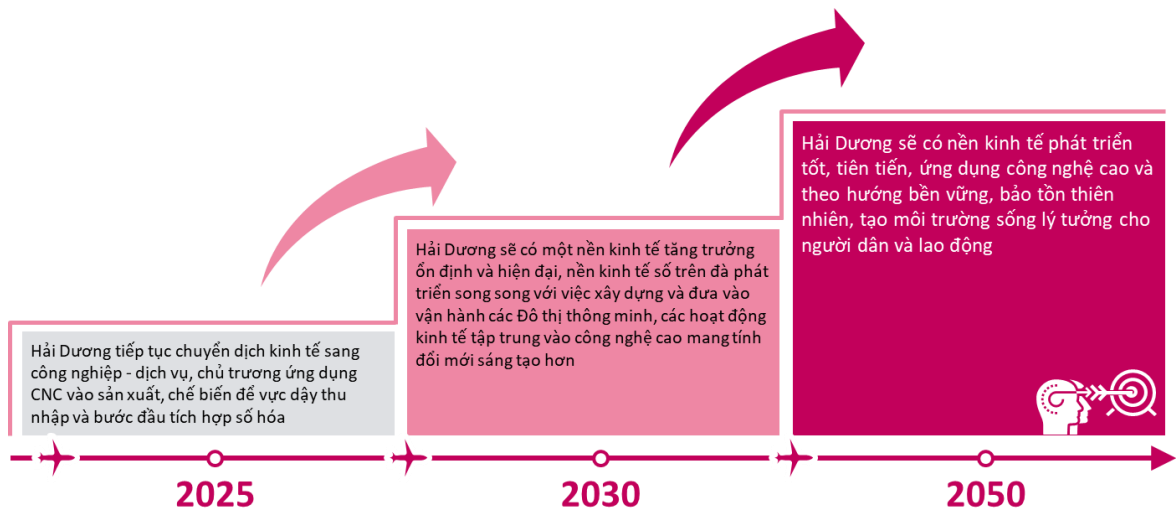 Hải Dương tiếp tục chuyển dịch kinh tế sang
công nghiệp - dịch vụ, chủ trương ứng dụng
CNC vào sản xuất, chế biến để vực dậy thu
nhập và bước đầu tích hợp số hóa
Hải Dương sẽ có một nền kinh tế tăng trưởng
ổn định và hiện đại, nền kinh tế số trên đà phát
triển song song với việc xây dựng và đưa vào
vận hành các Đô thị thông minh, các hoạt động
kinh tế tập trung vào công nghệ cao mang tính
đổi mới sáng tạo hơn
Hải Dương sẽ có nền kinh tế phát triển
tốt, tiên tiến, ứng dụng công nghệ cao và
theo hướng bền vững, bảo tồn thiên
nhiên, tạo môi trường sống lý tưởng cho
người dân và lao động
2025
2030
2050